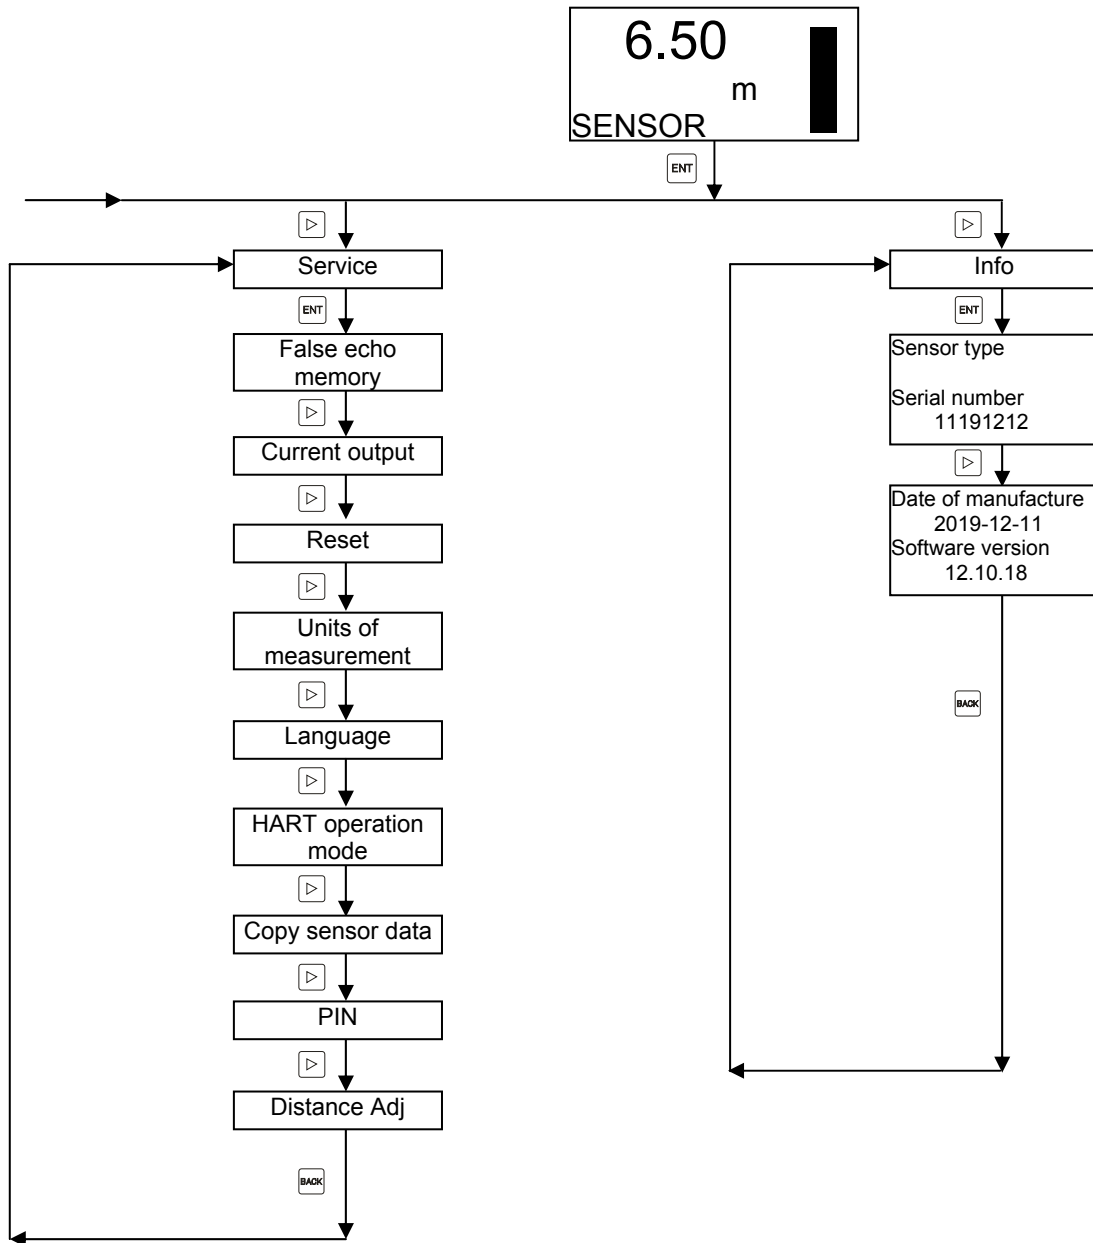 6.50
m
SENSOR
ENT
Service
ENT
False echo
memory
Current output
Reset
Units of
measurement
Language
HART operation
mode
Copy sensor data
PIN
Distance Adj
BACK
Info
ENT
Sensor type
Serial number
11191212
Date of manufacture
2019-12-11
Software version
12.10.18
BACK